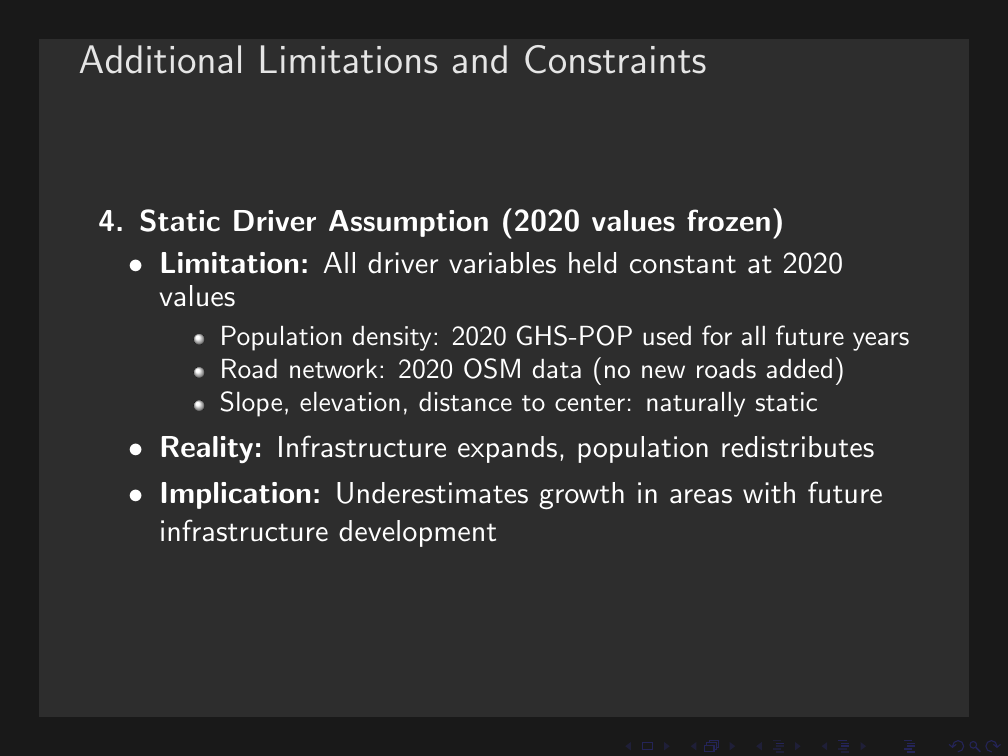 Additional Limitations and Constraints
4. Static Driver Assumption (2020 values frozen)
• Limitation: All driver variables held constant at 2020
values
Population density: 2020 GHS-POP used for all future years
Road network: 2020 OSM data (no new roads added)
Slope, elevation, distance to center: naturally static
• Reality: Infrastructure expands, population redistributes
• Implication: Underestimates growth in areas with future
infrastructure development